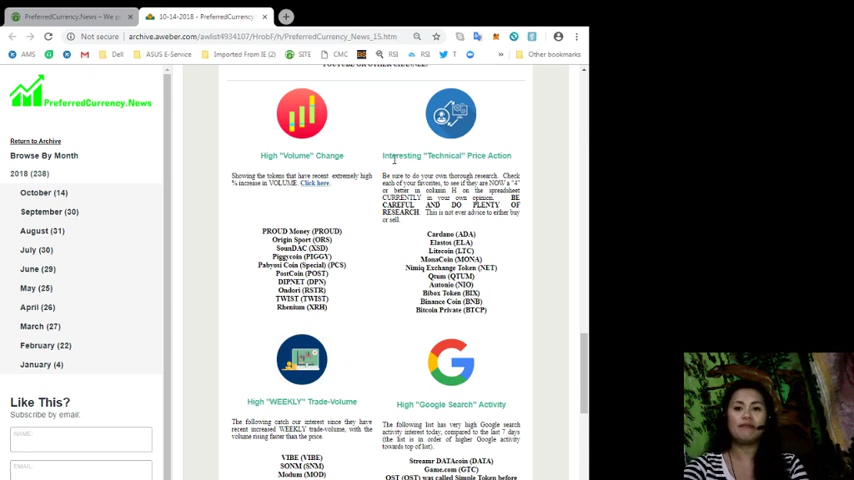 PreferredCurrency.News – We p
10-14-2018 - PreferredCurrency
Not secure
archive.aweber.com/awlist4934107/HrobF/h/PreferredCurrency_News_1S.htm
AMS
Dell
ASUS E-Service
Imported From IE (2)
SITE
CMC
RSI
RSI
T
Other bookmarks
YOUTUBE OR OTHER CHANNEL!
PreferredCurrency.News
Return to Archive
Browse By Month
2018 (238)
October (14)
September (30)
August (31)
July (30)
June (29)
May (25)
April (26)
March (27)
February (22)
January (4)
Like This?
Subscribe by email:
NAME:
EMAIL:
High "Volume" Change
Showing the tokens that have recent extremely high
% increase in VOLUME. Click here.
PROUD Money (PROUD)
Origin Sport (ORS)
SounDAC (XSD)
Piggycoin (PIGGY)
Pabyosi Coin (Special) (PCS)
PostCoin (POST)
DIPNET (DPN)
Ondori (RSTR)
TWIST (TWIST)
Rhenium (XRH)
Interesting "Technical" Price Action
Be sure to do your own thorough research. Check
each of your favorites, to see if they are NOW a "4"
or better in column H on the spreadsheet
CURRENTLY in your own opinion. BE
CAREFUL AND DO PLENTY OF
RESEARCH. This is not ever advice to either buy
or sell.
Cardano (ADA)
Elastos (ELA)
Litecoin (LTC)
MonaCoin (MONA)
Nimiq Exchange Token (NET)
Qtum (QTUM)
Autonio (NIO)
Bibox Token (BIX)
Binance Coin (BNB)
Bitcoin Private (BTCP)
High "WEEKLY" Trade-Volume
The following catch our interest since they have
recent increased WEEKLY trade-volume, with the
volume rising faster than the price.
VIBE (VIBE)
SONM (SNM)
Modum (MOD)
High "Google Search" Activity
The following list has very high Google search
activity interest today, compared to the last 7 days
(the list is in order of higher Google activity
towards top of list).
Streamr DATAcoin (DATA)
Game.com (GTC)
OST (OST) was called Simple Token before